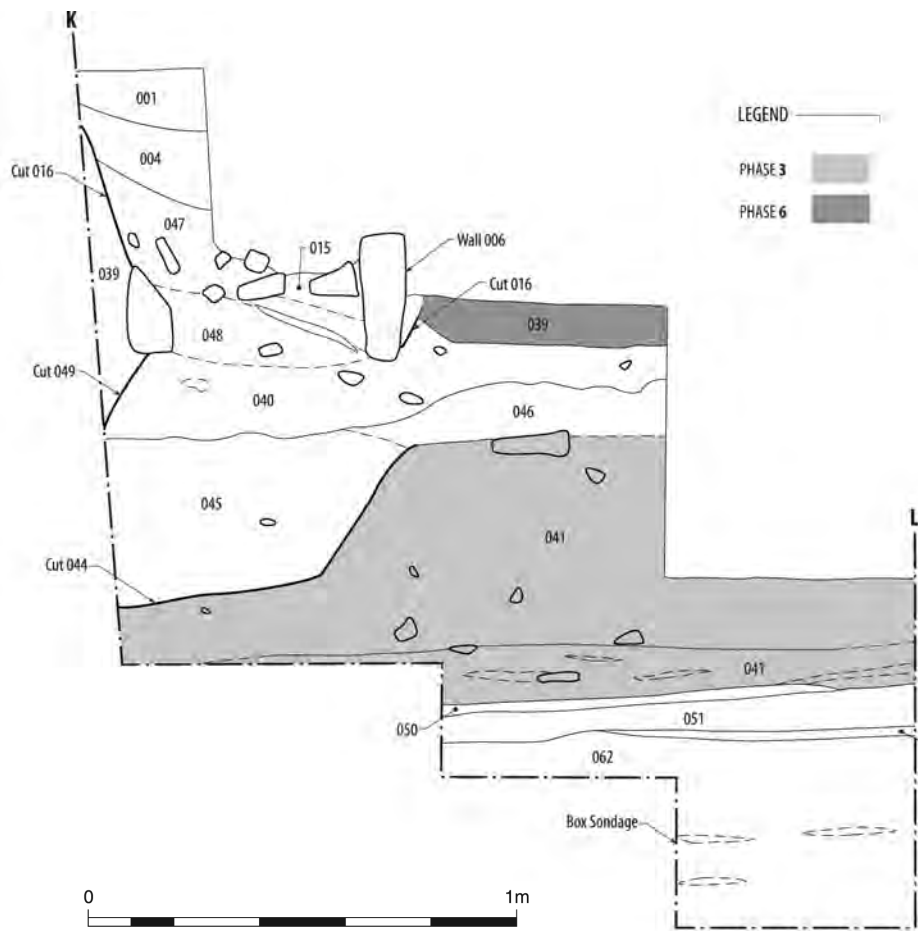 K
001
LEGEND
004
PHASE 3
Cut 016
PHASE 6
047
015
Wall 006
039
Cut 016
048
039
Cut 049
040
046
045
L
041
Cut 044
041
050
051
062
Box Sondage
0
1m